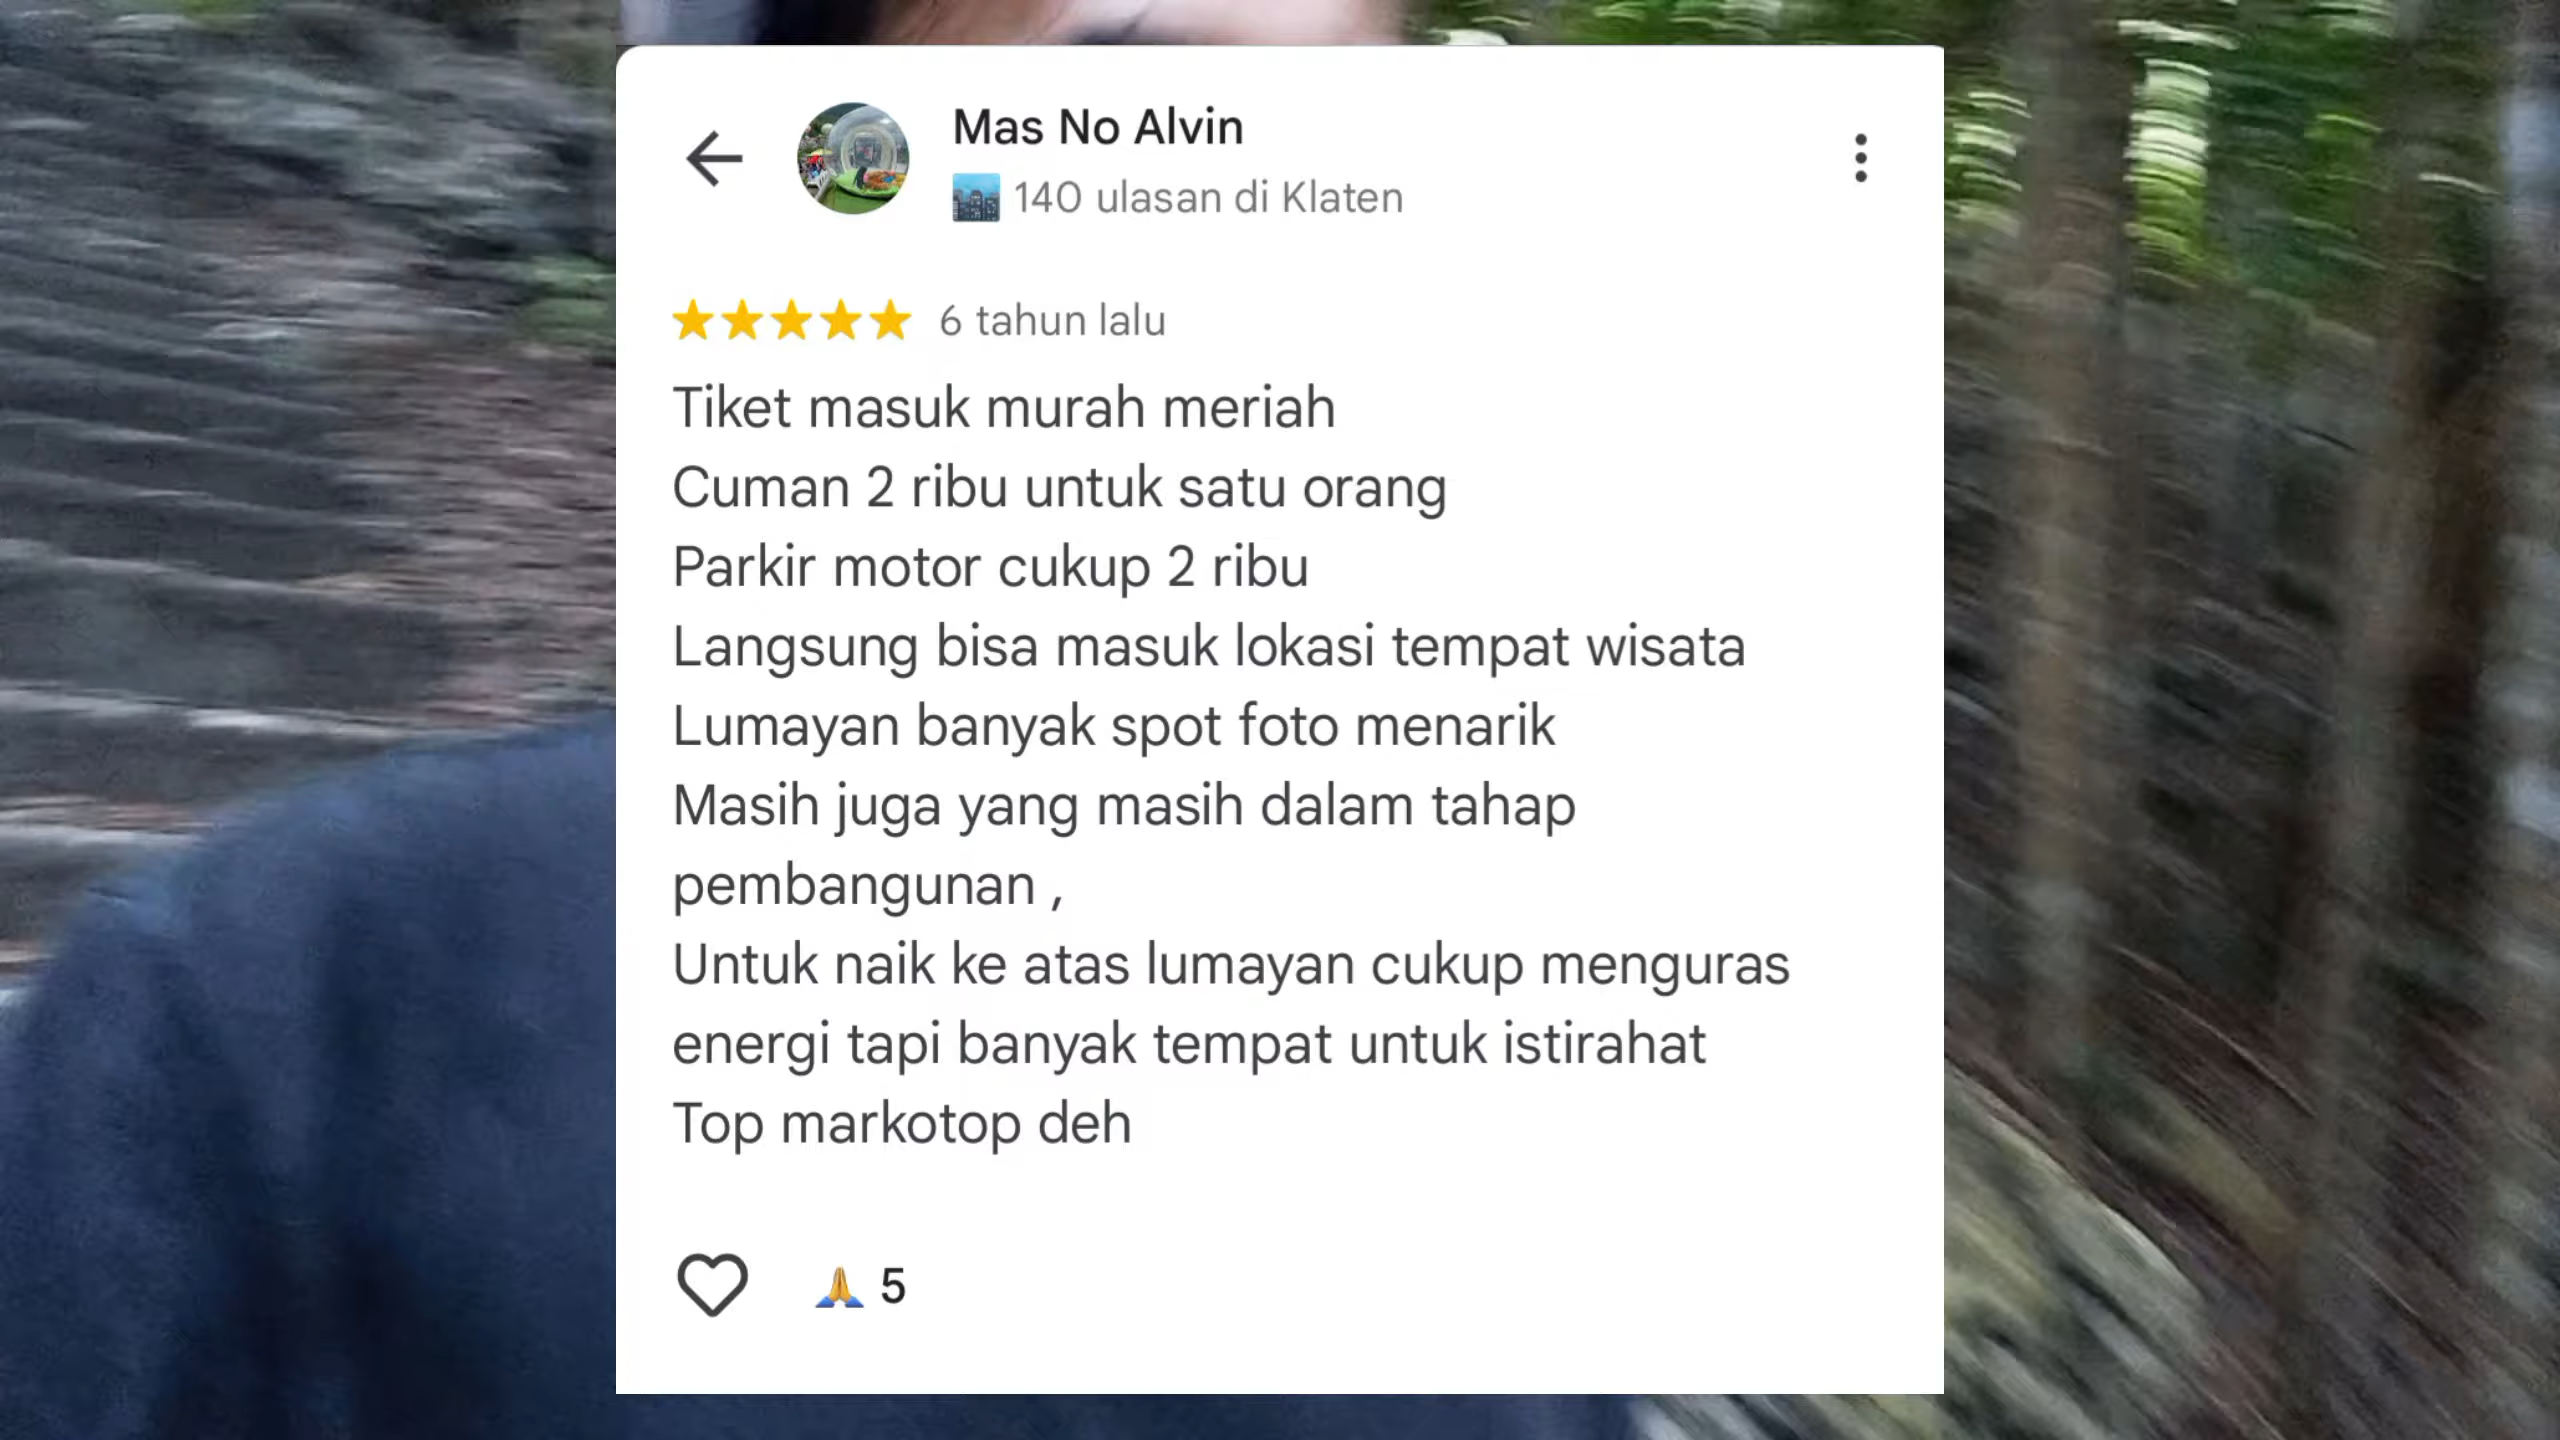 Mas No Alvin
140 ulasan di Klaten
6 tahun lalu
Tiket masuk murah meriah
Cuman 2 ribu untuk satu orang
Parkir motor cukup 2 ribu
Langsung bisa masuk lokasi tempat wisata
Lumayan banyak spot foto menarik
Masih juga yang masih dalam tahap
pembangunan ,
Untuk naik ke atas lumayan cukup menguras
energi tapi banyak tempat untuk istirahat
Top markotop deh
🙏 5